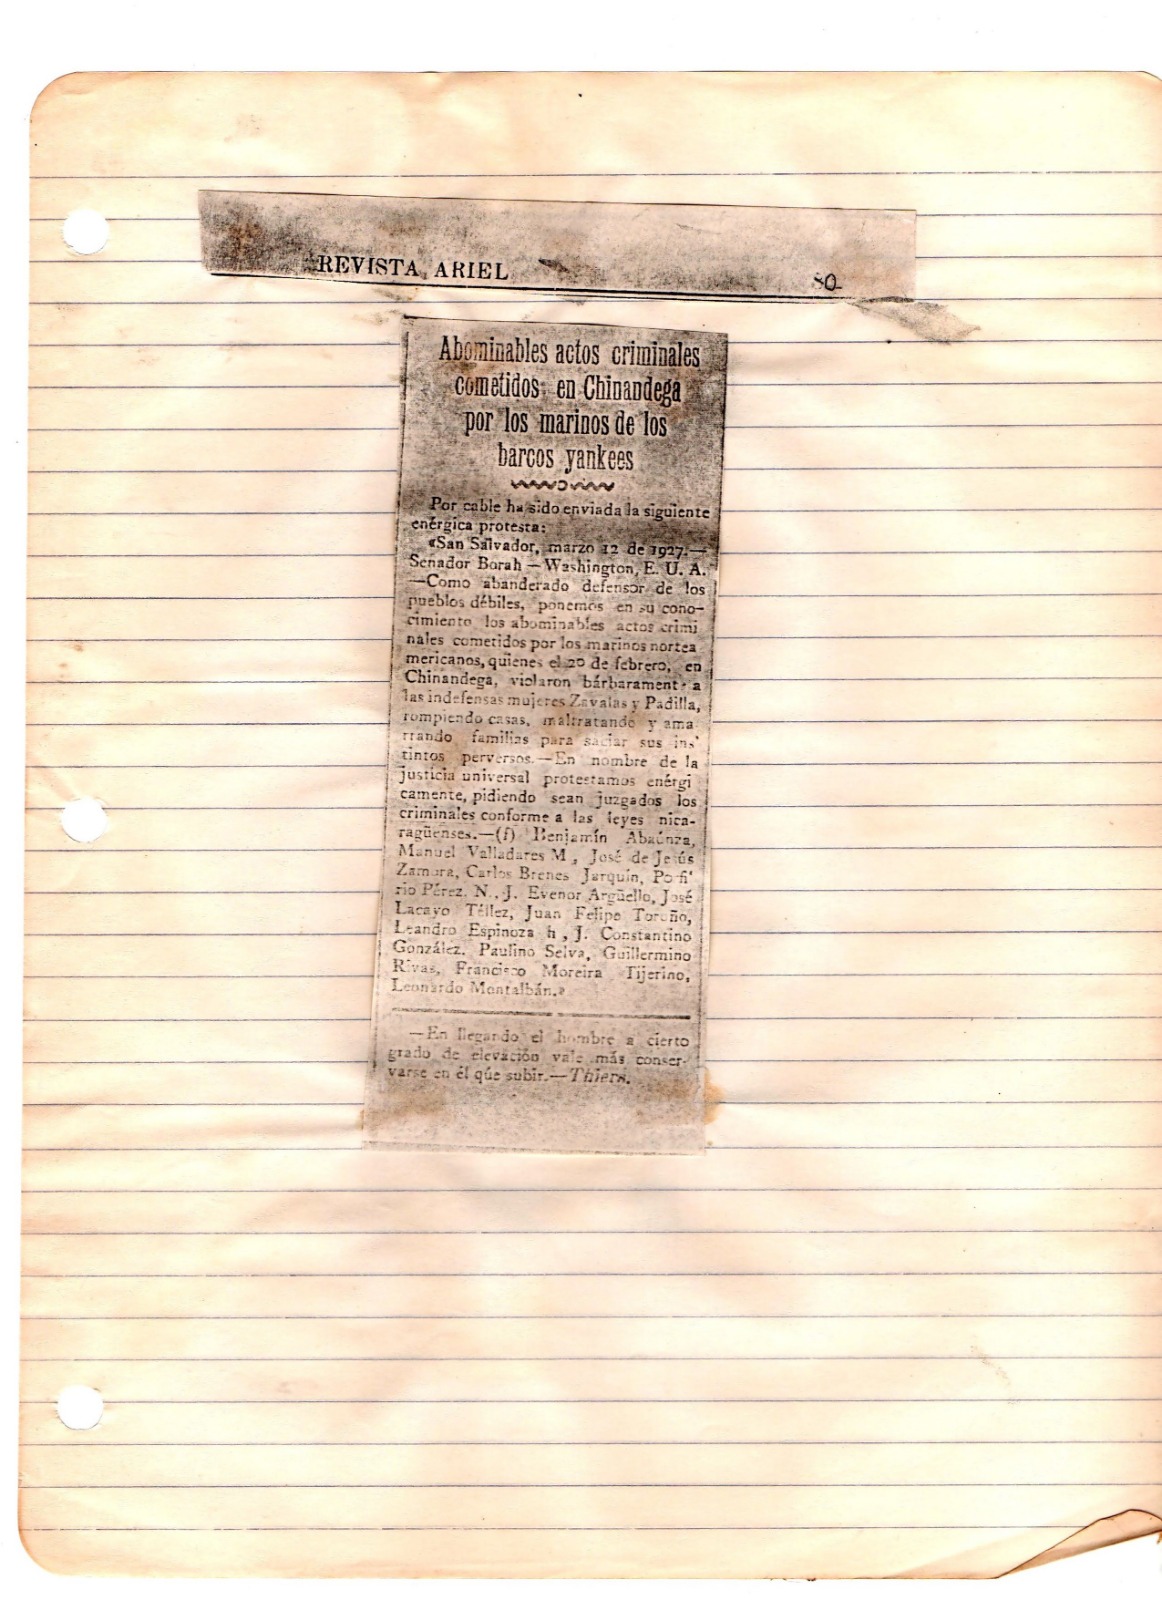 REVISTA ARIEL 80
Abominables actos criminales
cometidos en Chinandega
por los marinos de los
barcos yankees
Por cable ha sido enviada la siguiente
enérgica protesta:
«San Salvador, marzo 12 de 1927.—
Senador Borah — Washington, E. U. A.
—Como abanderado defensor de los
pueblos débiles, ponemos en su cono-
cimiento los abominables actos crimi
nales cometidos por los marinos nortea
mericanos, quienes el 20 de febrero, en
Chinandega, violaron bárbaramente a
las indefensas mujeres Zavalas y Padilla,
rompiendo casas, maltratando y ama
rrando familias para saciar sus ins'
tintos perversos.—En nombre de la
justicia universal protestamos enérgi
camente, pidiendo sean juzgados los
criminales conforme a las leyes nica-
ragüenses.—(f) Benjamín Abaúnza,
Manuel Valladares M , José de Jesús
Zamora, Carlos Brenes Jarquín, Porfi'
rio Pérez. N., J. Evenor Argüello, José
Lacayo Téllez, Juan Felipe Toruño,
Leandro Espinoza h , J. Constantino
González. Paulino Selva, Guillermino
Rivas, Francisco Moreira Tijerino,
Leonardo Montalbán.»
—En llegando el hombre a cierto
grado de elevación vale más conser-
varse en él qúe subir.—Thiers.